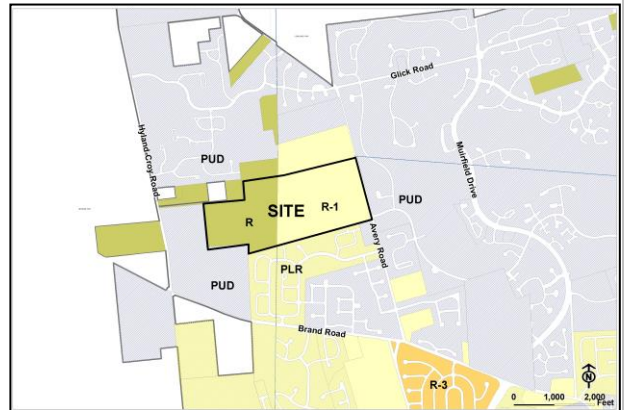 Glick Road
Hyland-Croy Road
Muirfield Drive
PUD
SITE
R
R-1
PUD
Avery Road
PLR
PUD
Brand Road
R-3
N
0 1,000 2,000
Feet